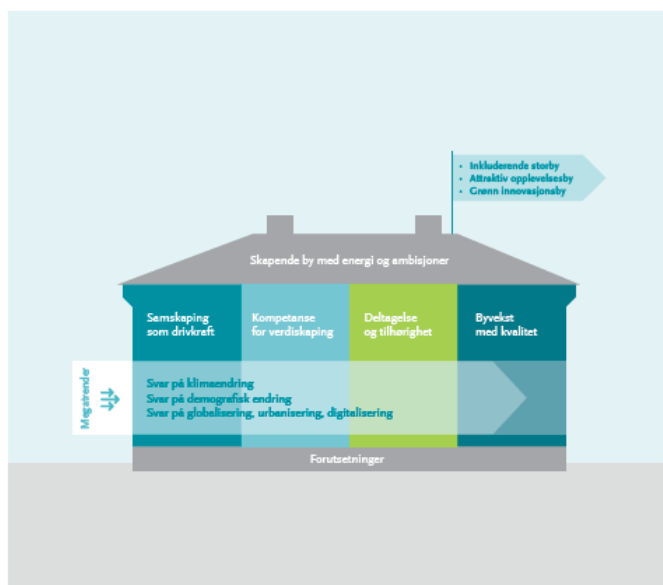 • Inkluderende storby
• Attraktiv opplevelsesby
• Grønn innovasjonsby
Skapende by med energi og ambisjoner
Samskaping
som drivkraft
Kompetanse
for verdiskaping
Deltagelse
og tilhørighet
Byvekst
med kvalitet
Megatrender
Svar på klimaendring
Svar på demografisk endring
Svar på globalisering, urbanisering, digitalisering
Forutsetninger